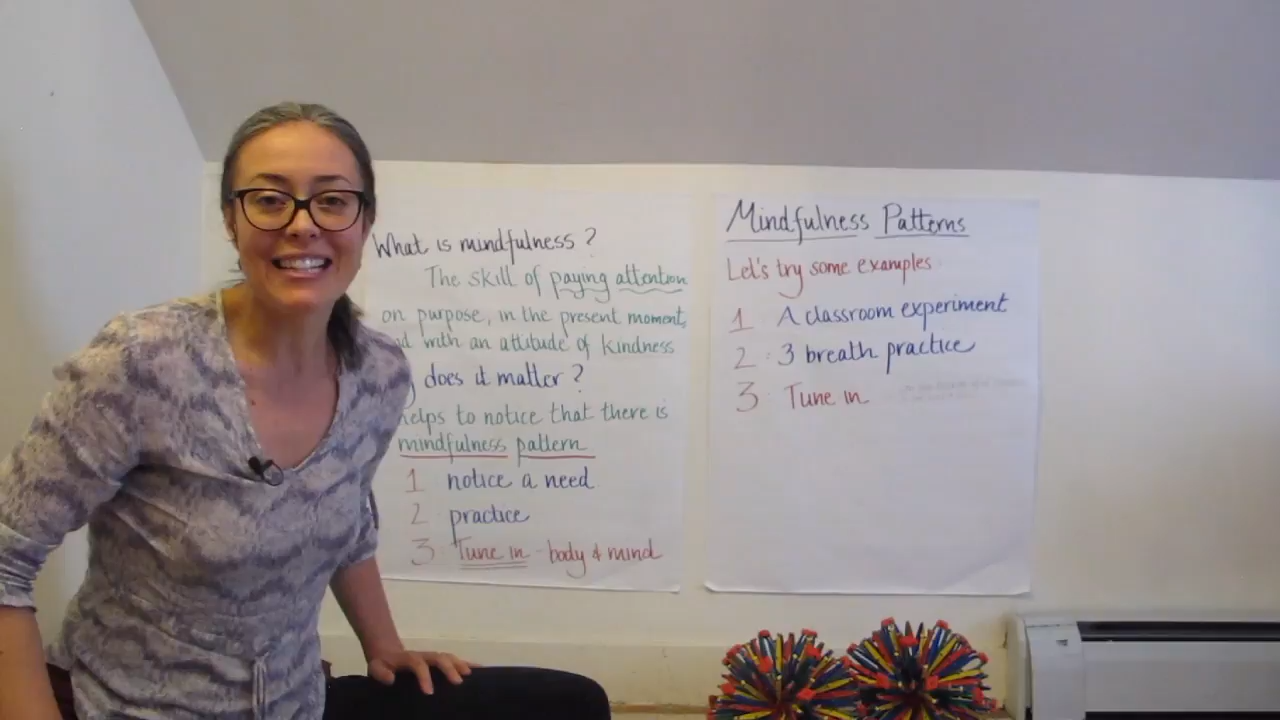 What is mindfulness?
The skill of paying attention
on purpose, in the present moment,
with an attitude of kindness
does it matter?
helps to notice that there is
mindfulness pattern
1 notice a need
2 practice
3 Tune in - body & mind
Mindfulness Patterns
Let's try some examples
1 A classroom experiment
2 : 3 breath practice
3 Tune in